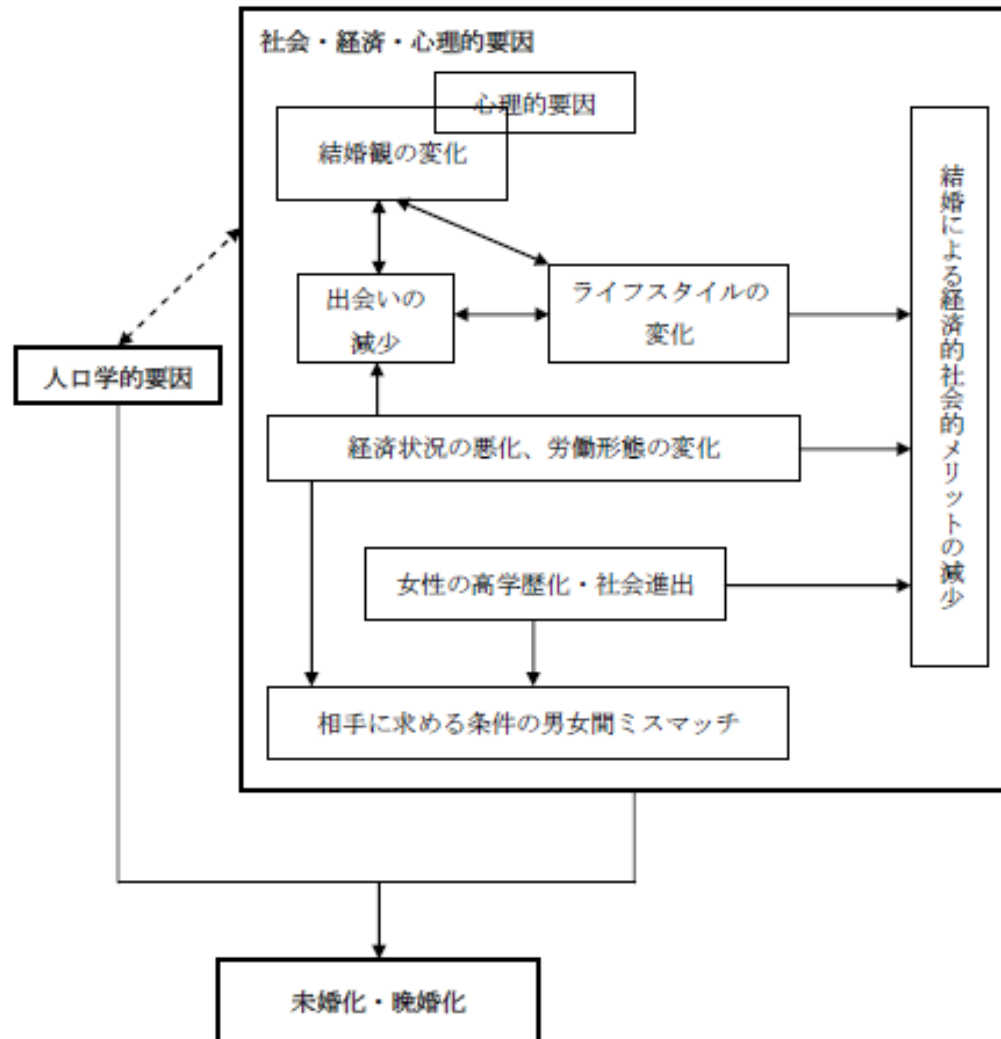 社会・経済・心理的要因
心理的要因
結婚観の変化
出会いの
減少
ライフスタイルの
変化
結婚による経済的社会的メリットの減少
人口学的要因
経済状況の悪化、労働形態の変化
女性の高学歴化・社会進出
相手に求める条件の男女間ミスマッチ
未婚化・晩婚化